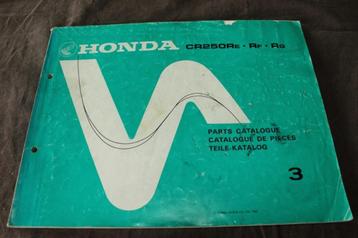 HONDA
CR250RE · RF · RG
PARTS CATALOGUE
CATALOGUE DE PIECES
TEILE-KATALOG
3